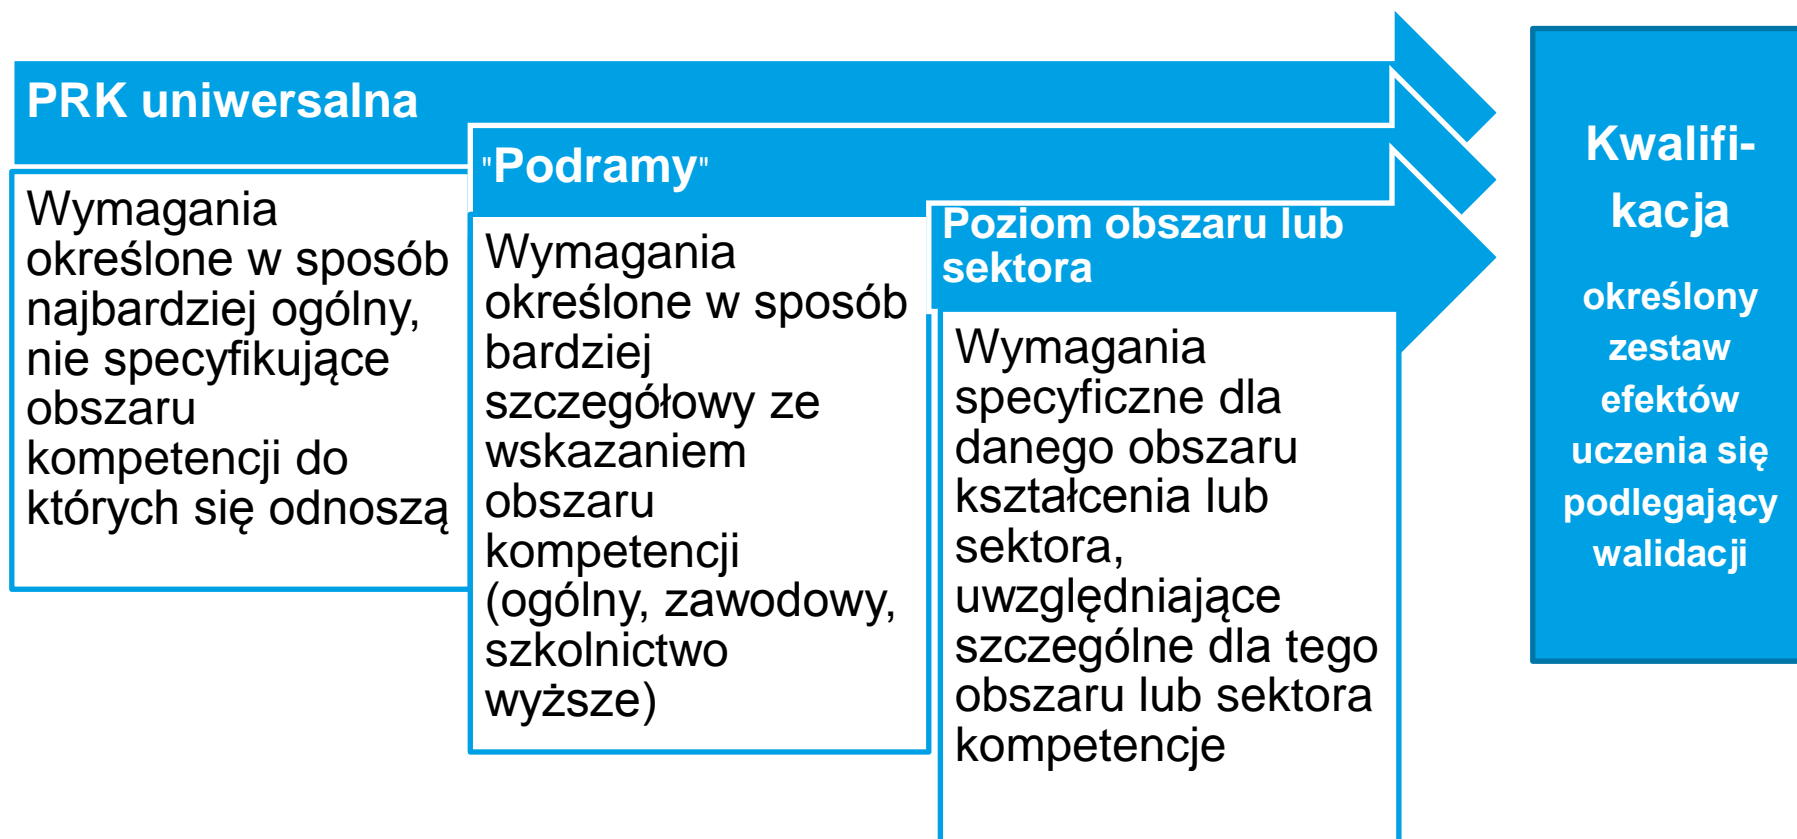 PRK uniwersalna
Wymagania
określone w sposób
najbardziej ogólny,
nie specyfikujące
obszaru
kompetencji do
których się odnoszą
"Podramy"
Wymagania
określone w sposób
bardziej
szczegółowy ze
wskazaniem
obszaru
kompetencji
(ogólny, zawodowy,
szkolnictwo
wyższe)
Poziom obszaru lub
sektora
Wymagania
specyficzne dla
danego obszaru
kształcenia lub
sektora,
uwzględniające
szczególne dla tego
obszaru lub sektora
kompetencje
Kwalifi-
kacja
określony
zestaw
efektów
uczenia się
podlegający
walidacji